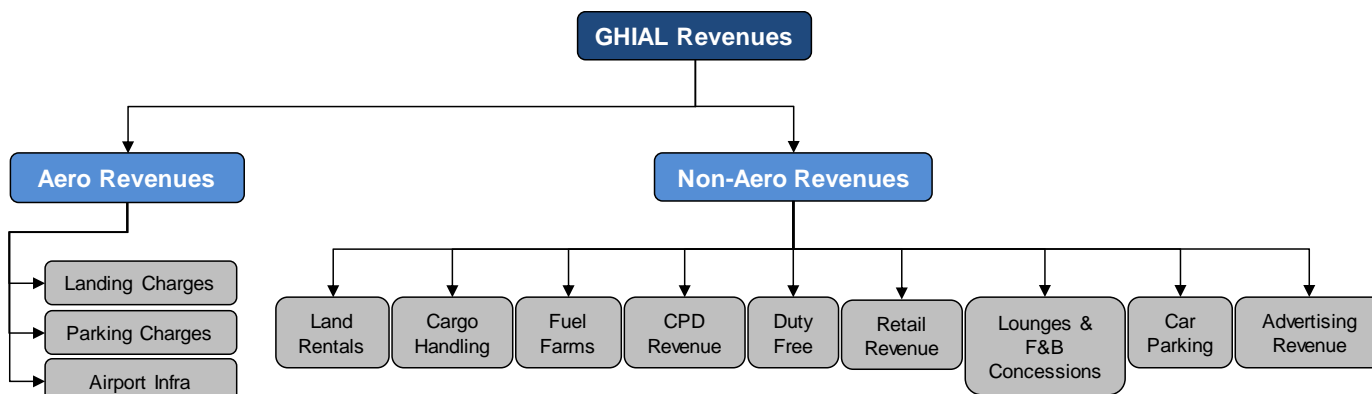 GHIAL Revenues
Aero Revenues
Non-Aero Revenues
Landing Charges
Parking Charges
Airport Infra
Land
Rentals
Cargo
Handling
Fuel
Farms
CPD
Revenue
Duty
Free
Retail
Revenue
Lounges &
F&B
Concessions
Car
Parking
Advertising
Revenue